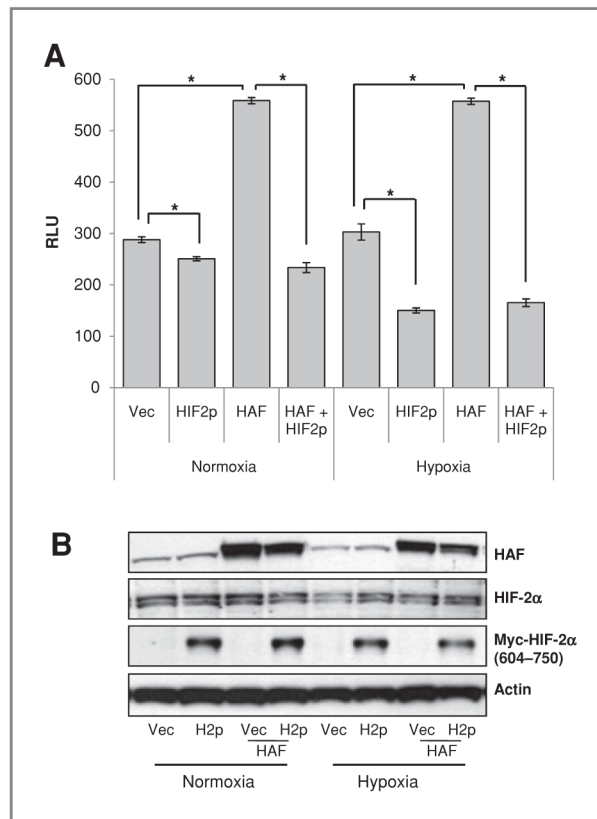 A
600
500
400
300
200
100
0
RLU
* * * *
* *
Vec HIF2p HAF HAF + HIF2p Vec HIF2p HAF HAF + HIF2p
Normoxia Hypoxia
B
HAF
HIF-2α
Myc-HIF-2α
(604–750)
Actin
Vec H2p Vec H2p Vec H2p Vec H2p
HAF HAF
Normoxia Hypoxia